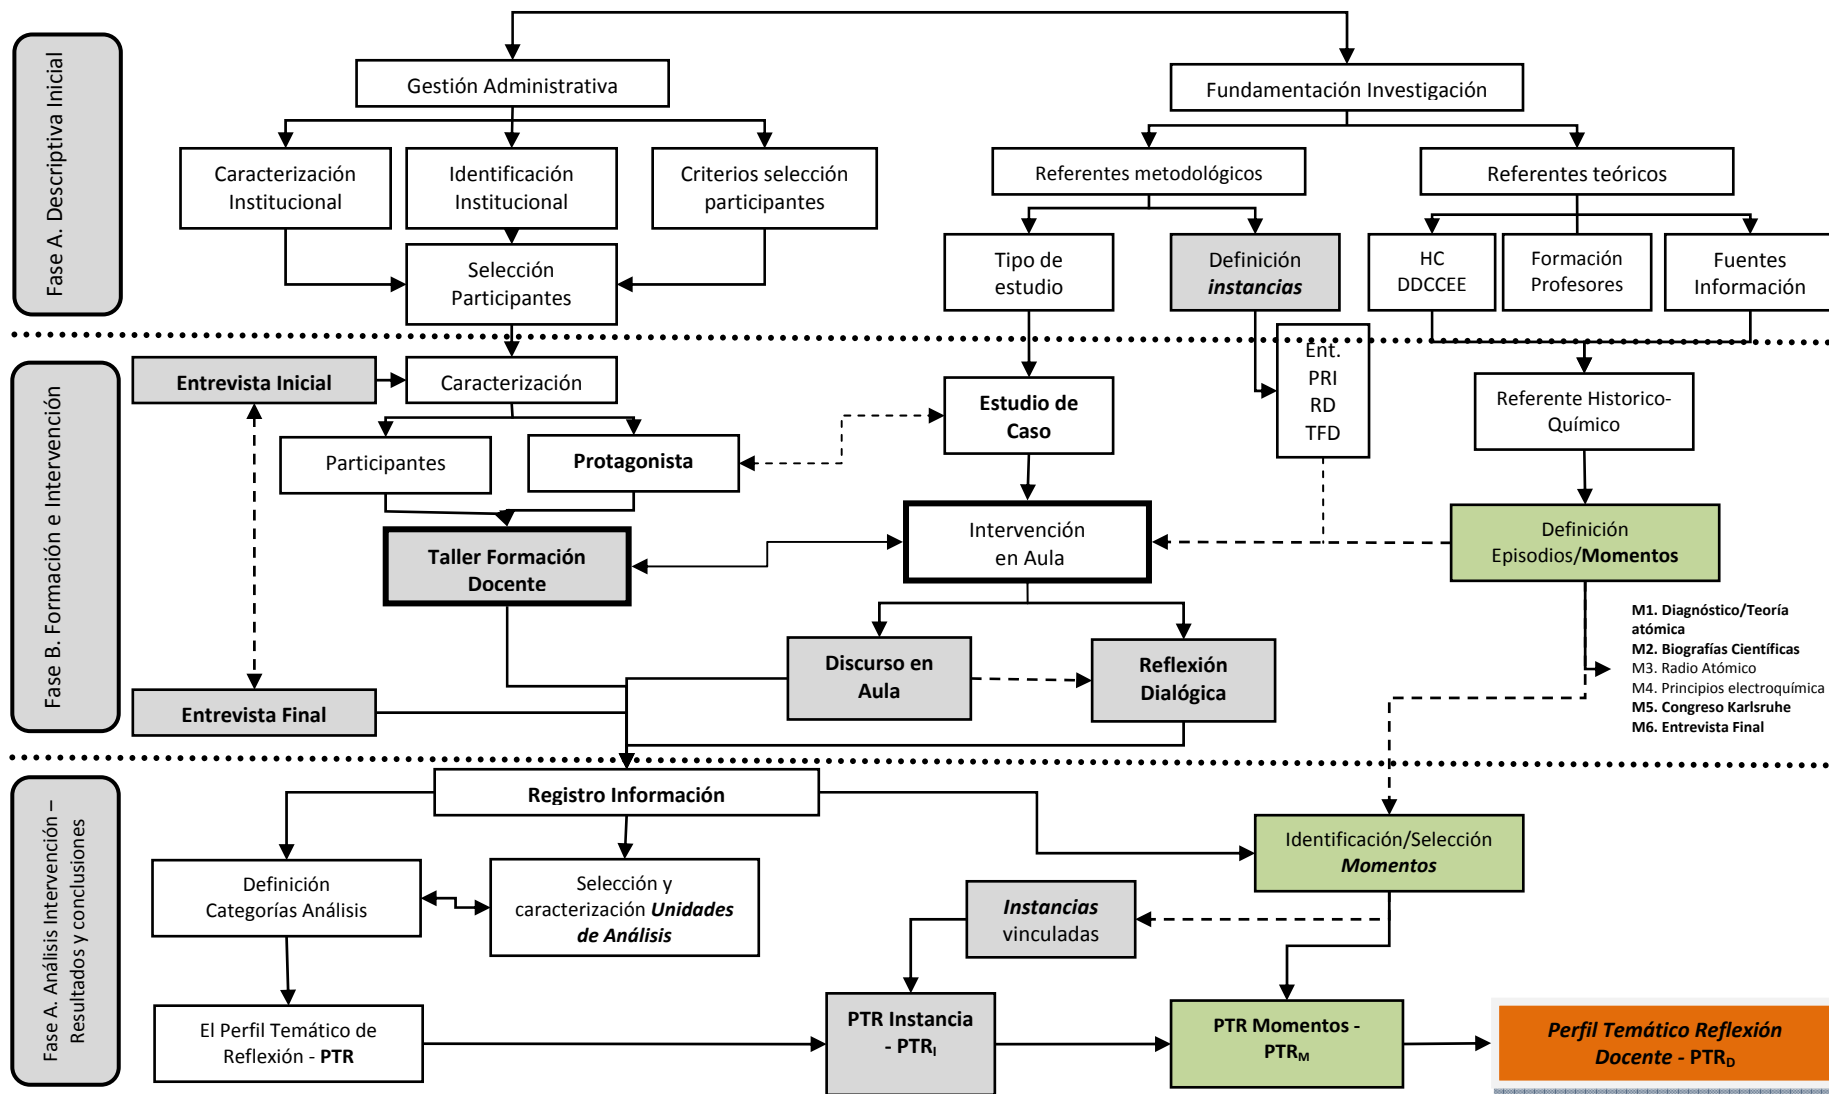 Fase A. Descriptiva Inicial
Gestión Administrativa
Fundamentación Investigación
Caracterización
Institucional
Identificación
Institucional
Criterios selección
participantes
Referentes metodológicos
Referentes teóricos
Selección
Participantes
Tipo de
estudio
Definición
instancias
HC
DDCCEE
Formación
Profesores
Fuentes
Información
Fase B. Formación e Intervención
Entrevista Inicial
Caracterización
Estudio de
Caso
Ent.
PRI
RD
TFD
Referente Historico-
Químico
Participantes
Protagonista
Taller Formación
Docente
Intervención
en Aula
Definición
Episodios/Momentos
Discurso en
Aula
Reflexión
Dialógica
M1. Diagnóstico/Teoría
atómica
M2. Biografías Científicas
M3. Radio Atómico
M4. Principios electroquímica
M5. Congreso Karlsruhe
M6. Entrevista Final
Entrevista Final
Fase A. Análisis Intervención –
Resultados y conclusiones
Registro Información
Identificación/Selección
Momentos
Definición
Categorías Análisis
Selección y
caracterización Unidades
de Análisis
Instancias
vinculadas
El Perfil Temático de
Reflexión - PTR
PTR Instancia
- PTRI
PTR Momentos -
PTRM
Perfil Temático Reflexión
Docente - PTRD